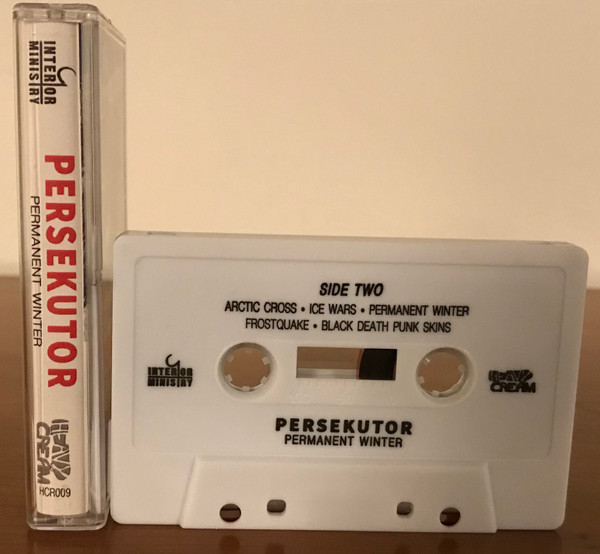 INTERIOR
MINISTRY
PERSEKUTOR
PERMANENT WINTER
HEAVY
CREAM
HCR009
SIDE TWO
ARCTIC CROSS • ICE WARS • PERMANENT WINTER
FROSTQUAKE • BLACK DEATH PUNK SKINS
INTERIOR
MINISTRY
HEAVY
CREAM
PERSEKUTOR
PERMANENT WINTER